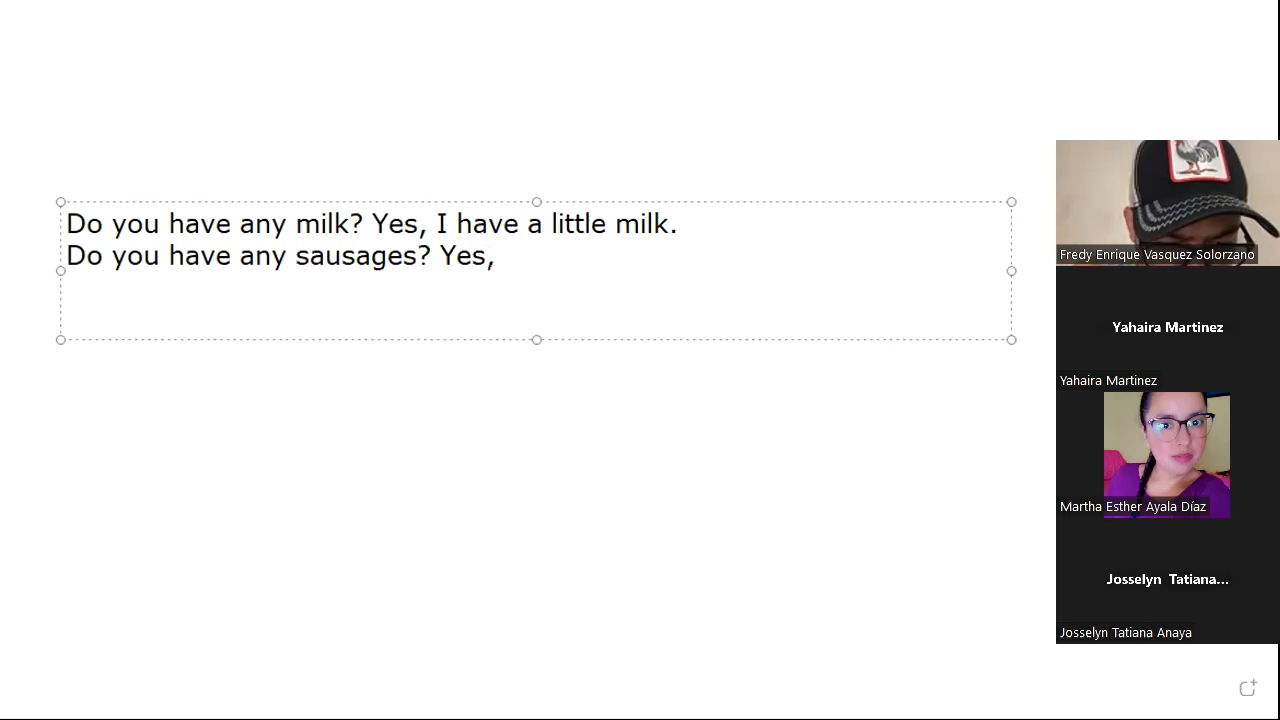 Do you have any milk? Yes, I have a little milk.
Do you have any sausages? Yes,
Fredy Enrique Vasquez Solorzano
Yahaira Martinez
Yahaira Martinez
Martha Esther Ayala Díaz
Josselyn Tatiana...
Josselyn Tatiana Anaya